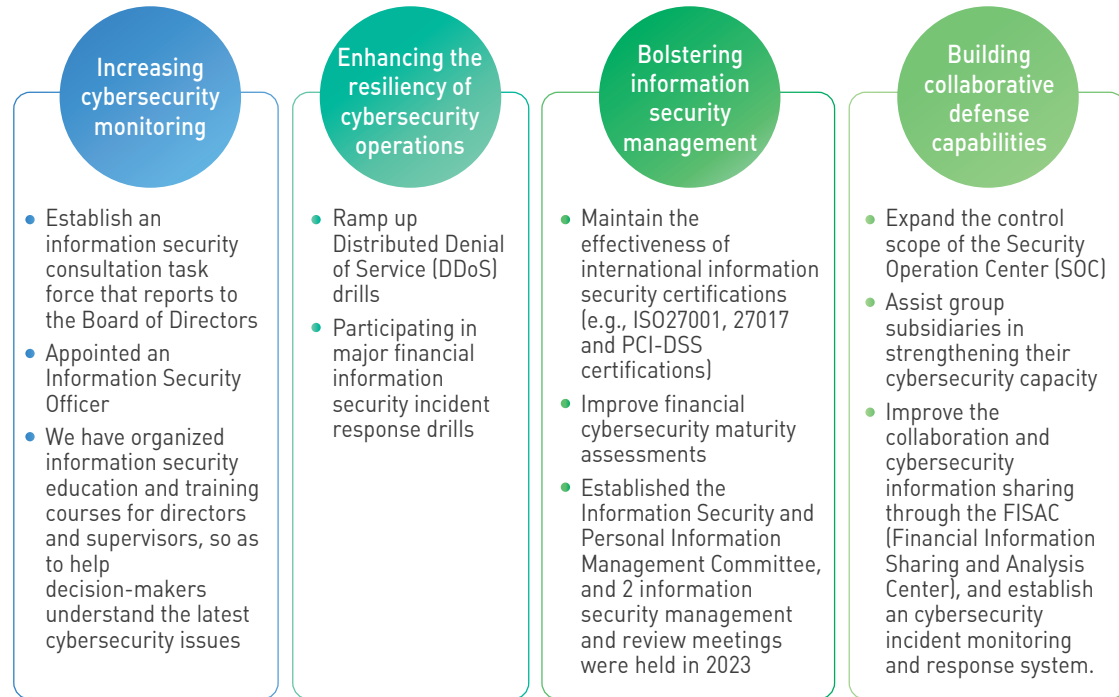 Increasing
cybersecurity
monitoring
Establish an
information security
consultation task
force that reports to
the Board of Directors
Appointed an
Information Security
Officer
We have organized
information security
education and training
courses for directors
and supervisors, so as
to help
decision-makers
understand the latest
cybersecurity issues
Enhancing the
resiliency of
cybersecurity
operations
Ramp up
Distributed Denial
of Service (DDoS)
drills
Participating in
major financial
information
security incident
response drills
Bolstering
information
security
management
Maintain the
effectiveness of
international information
security certifications
(e.g., ISO27001, 27017
and PCI-DSS
certifications)
Improve financial
cybersecurity maturity
assessments
Established the
Information Security and
Personal Information
Management Committee,
and 2 information
security management
and review meetings
were held in 2023
Building
collaborative
defense
capabilities
Expand the control
scope of the Security
Operation Center (SOC)
Assist group
subsidiaries in
strengthening their
cybersecurity capacity
Improve the
collaboration and
cybersecurity
information sharing
through the FISAC
(Financial Information
Sharing and Analysis
Center), and establish
an cybersecurity
incident monitoring
and response system.